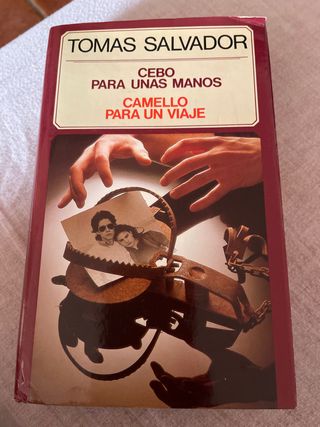 TOMAS SALVADOR
CEBO
PARA UNAS MANOS
CAMELLO
PARA UN VIAJE